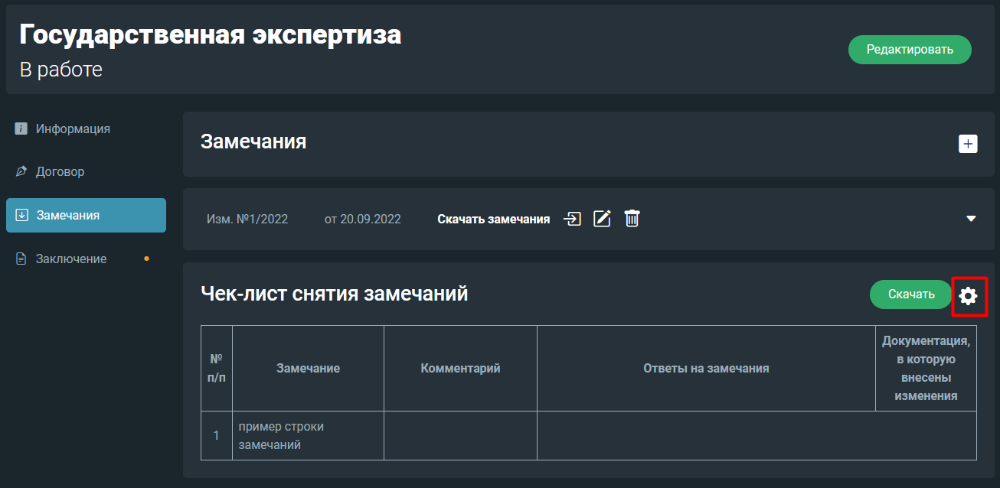 Государственная экспертиза
В работе
Редактировать
Информация
Договор
Замечания
Заключение
Замечания
Изм. №1/2022 от 20.09.2022 Скачать замечания
Чек-лист снятия замечаний
Скачать
№
п/п
Замечание
Комментарий
Ответы на замечания
Документация,
в которую
внесены
изменения
1
пример строки
замечаний